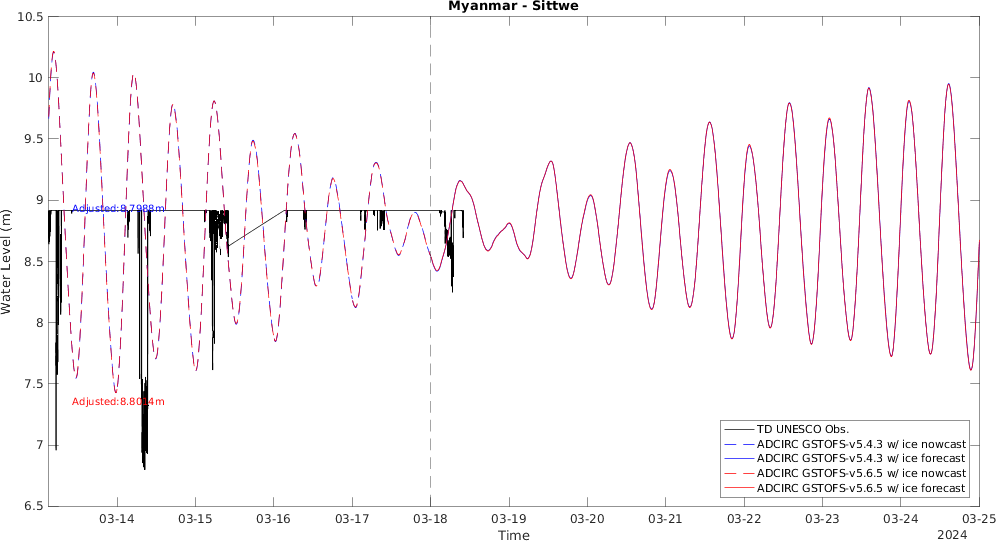 Myanmar - Sittwe
10.5
10
9.5
9
8.5
8
7.5
7
6.5
Water Level (m)
Adjusted:8.7988m
Adjusted:8.8014m
TD UNESCO Obs.
ADCIRC GSTOFS-v5.4.3 w/ ice nowcast
ADCIRC GSTOFS-v5.4.3 w/ ice forecast
ADCIRC GSTOFS-v5.6.5 w/ ice nowcast
ADCIRC GSTOFS-v5.6.5 w/ ice forecast
03-14 03-15 03-16 03-17 03-18 03-19 03-20 03-21 03-22 03-23 03-24 03-25
Time
2024